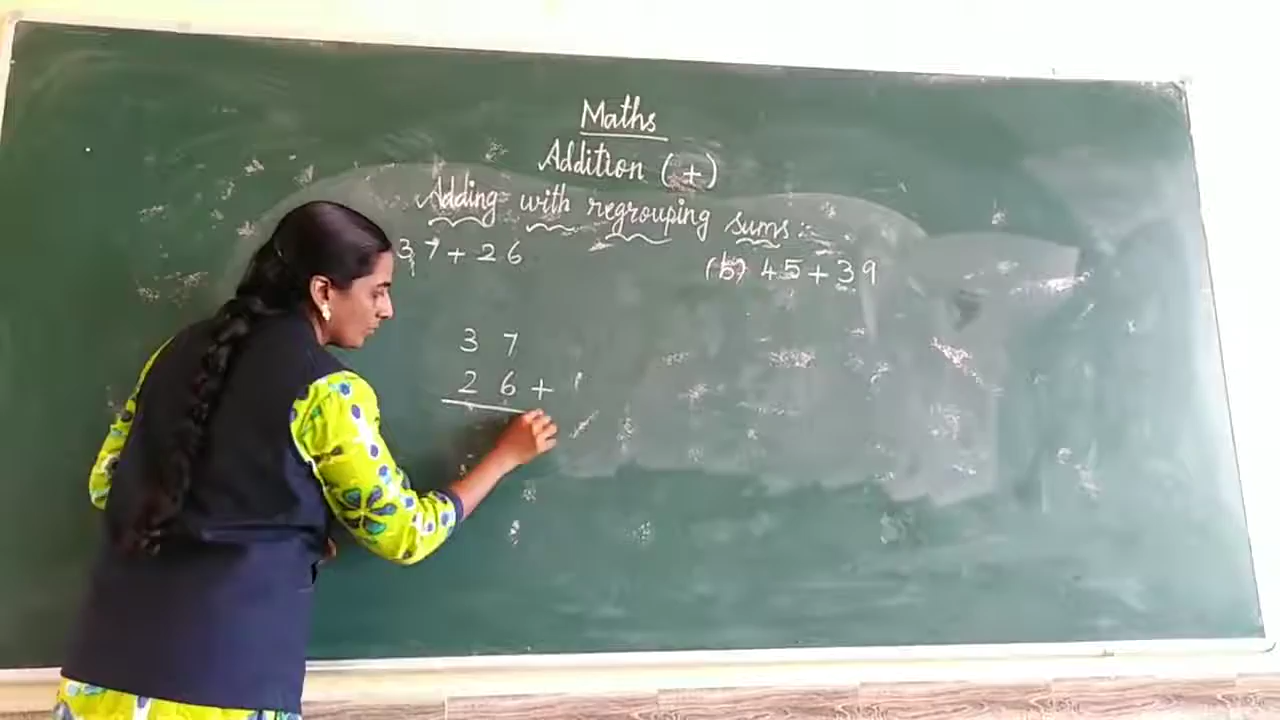 Maths
Addition (+)
Adding with regrouping sums :-
37 + 26
(b) 45 + 39
3 7
2 6 +